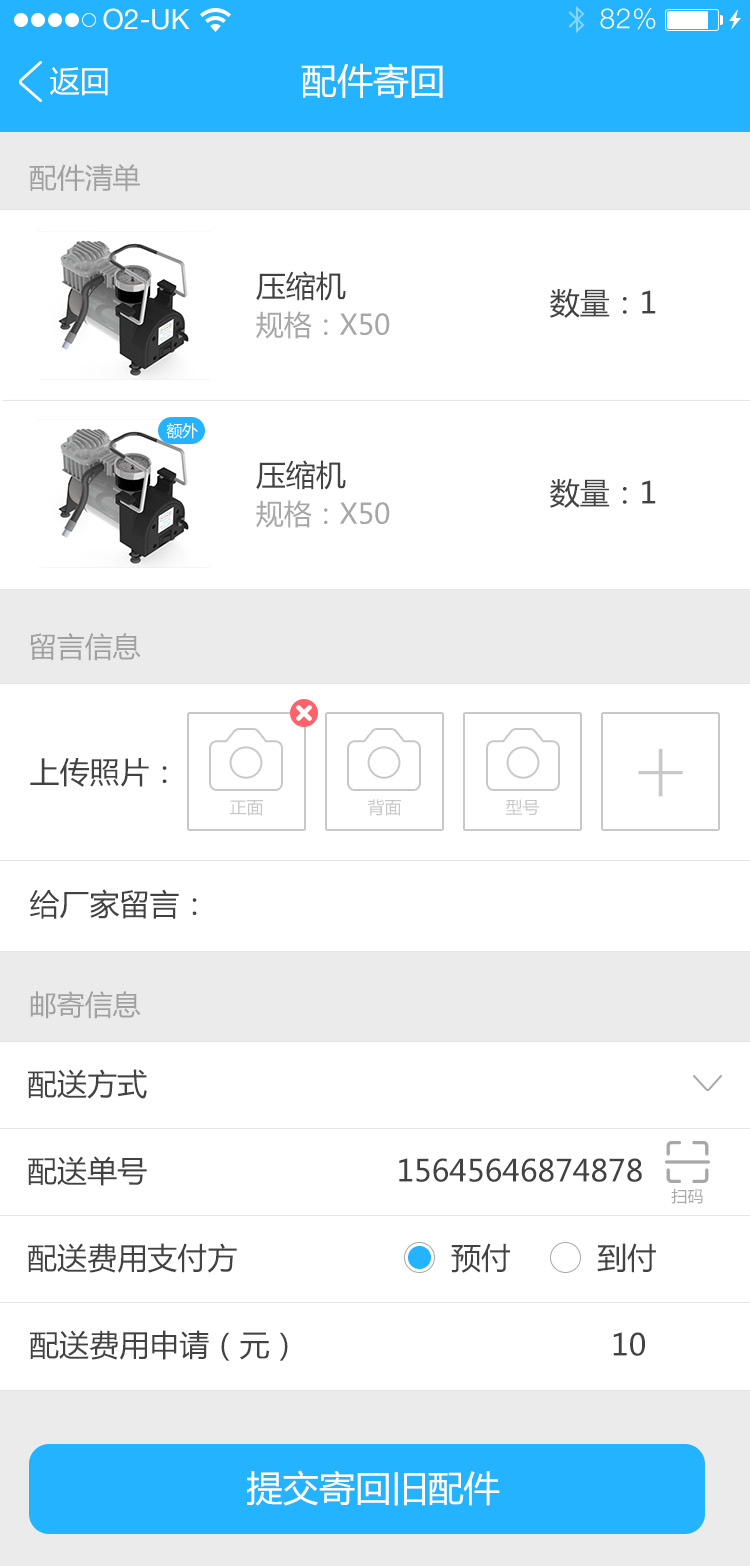 O2-UK 82%
返回 配件寄回
配件清单
压缩机
规格：X50
数量：1
额外
压缩机
规格：X50
数量：1
留言信息
上传照片：
正面 背面 型号
给厂家留言：
邮寄信息
配送方式
配送单号 15645646874878
扫码
配送费用支付方 预付 到付
配送费用申请（元） 10
提交寄回旧配件